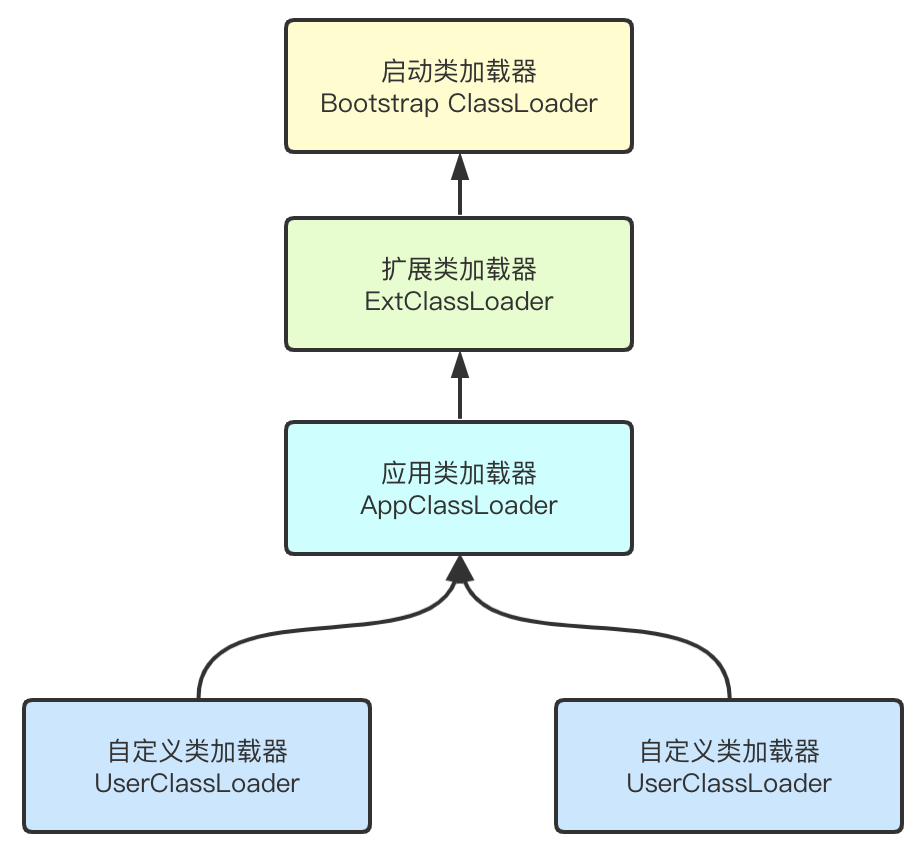 启动类加载器
Bootstrap ClassLoader
扩展类加载器
ExtClassLoader
应用类加载器
AppClassLoader
自定义类加载器
UserClassLoader
自定义类加载器
UserClassLoader